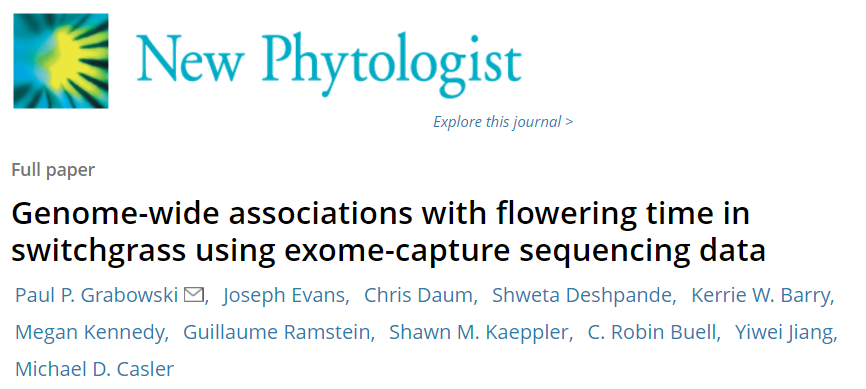 New Phytologist
Explore this journal >
Full paper
Genome-wide associations with flowering time in
switchgrass using exome-capture sequencing data
Paul P. Grabowski, Joseph Evans, Chris Daum, Shweta Deshpande, Kerrie W. Barry,
Megan Kennedy, Guillaume Ramstein, Shawn M. Kaeppler, C. Robin Buell, Yiwei Jiang,
Michael D. Casler